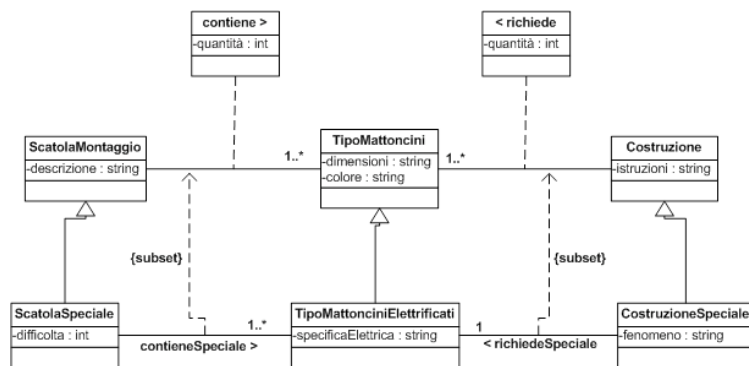 contiene >
-quantità : int
< richiede
-quantità : int
ScatolaMontaggio
-descrizione : string
1..*
TipoMattoncini
-dimensioni : string
-colore : string
1..*
Costruzione
-istruzioni : string
{subset}
{subset}
ScatolaSpeciale
-difficolta : int
1..*
contieneSpeciale >
TipoMattonciniElettrificati
-specificaElettrica : string
1
< richiedeSpeciale
CostruzioneSpeciale
-fenomeno : string